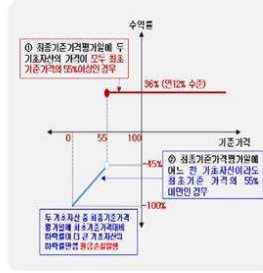 수익률
① 최종기준가격평가일에 두
기초자산의 가격이 모두 최초
기준가격의 55%이상인 경우
36% (연12% 수준)
0
55
100
기준가격
-45%
② 최종기준가격평가일에
어느 한 기초자산이라도
최초기준 가격의 55%
미만인 경우
-100%
두 기초자산 중 최종기준가격
평가일에 최초기준가격대비
하락률이 더 큰 기초자산의
하락률만큼 원금손실발생